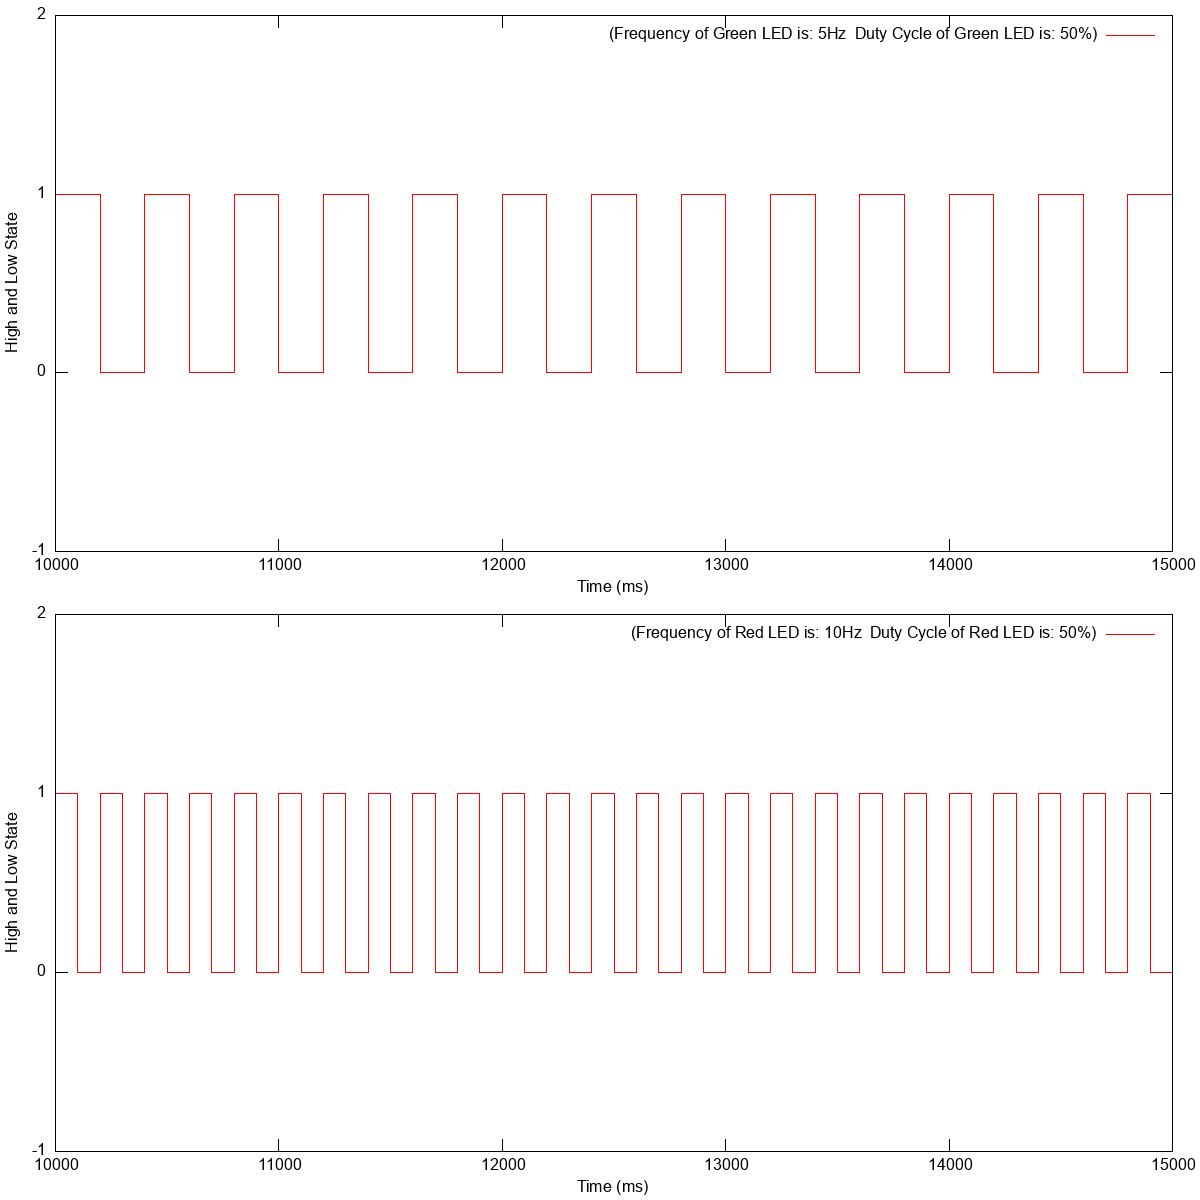 2
(Frequency of Green LED is: 5Hz  Duty Cycle of Green LED is: 50%)
1
High and Low State
0
-1
10000 11000 12000 13000 14000 15000
Time (ms)
2
(Frequency of Red LED is: 10Hz  Duty Cycle of Red LED is: 50%)
1
High and Low State
0
-1
10000 11000 12000 13000 14000 15000
Time (ms)